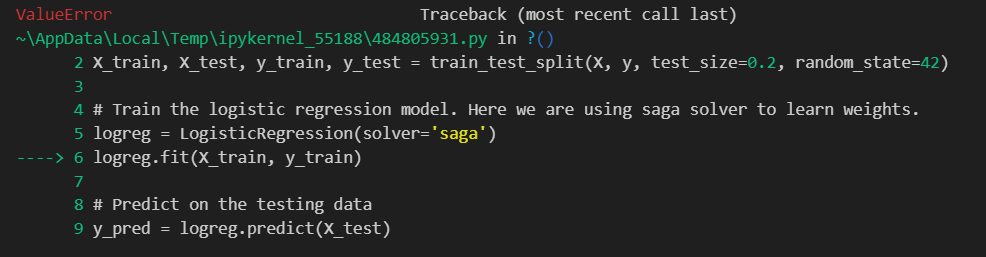 ValueError Traceback (most recent call last)
~\AppData\Local\Temp\ipykernel_55188\484805931.py in ?()
2 X_train, X_test, y_train, y_test = train_test_split(X, y, test_size=0.2, random_state=42)
3
4 # Train the logistic regression model. Here we are using saga solver to learn weights.
5 logreg = LogisticRegression(solver='saga')
----> 6 logreg.fit(X_train, y_train)
7
8 # Predict on the testing data
9 y_pred = logreg.predict(X_test)